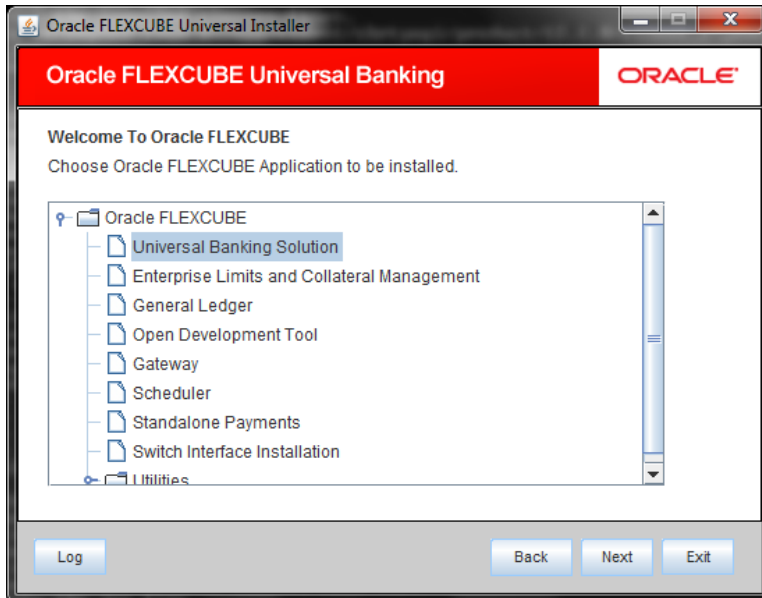 Oracle FLEXCUBE Universal Installer
Oracle FLEXCUBE Universal Banking
ORACLE
Welcome To Oracle FLEXCUBE
Choose Oracle FLEXCUBE Application to be installed.
Oracle FLEXCUBE
Universal Banking Solution
Enterprise Limits and Collateral Management
General Ledger
Open Development Tool
Gateway
Scheduler
Standalone Payments
Switch Interface Installation
Utilities
Log Back Next Exit